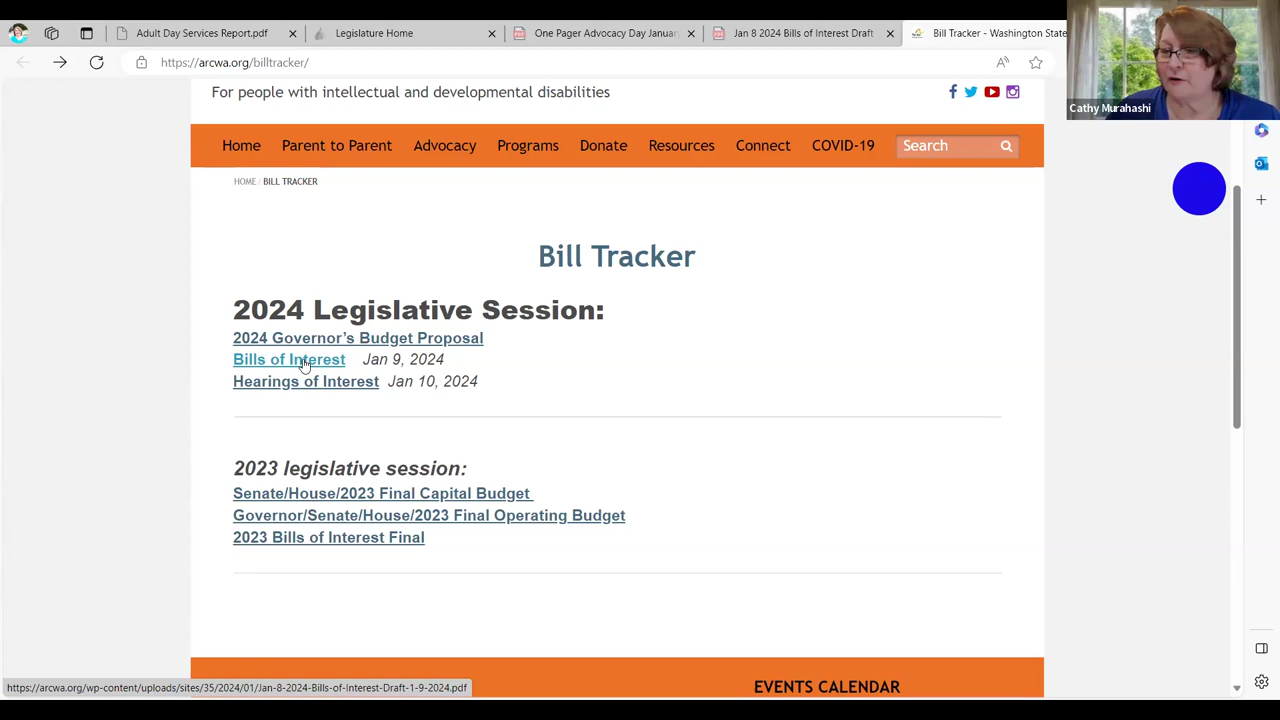 Adult Day Services Report.pdf
Legislature Home
One Pager Advocacy Day Januar
Jan 8 2024 Bills of Interest Draft
Bill Tracker - Washington State
https://arcwa.org/billtracker/
Cathy Murahashi
For people with intellectual and developmental disabilities
Home Parent to Parent Advocacy Programs Donate Resources Connect COVID-19 Search
HOME / BILL TRACKER
Bill Tracker
2024 Legislative Session:
2024 Governor's Budget Proposal
Bills of Interest Jan 9, 2024
Hearings of Interest Jan 10, 2024
2023 legislative session:
Senate/House/2023 Final Capital Budget
Governor/Senate/House/2023 Final Operating Budget
2023 Bills of Interest Final
EVENTS CALENDAR
https://arcwa.org/wp-content/uploads/sites/35/2024/01/Jan-8-2024-Bills-of-Interest-Draft-1-9-2024.pdf